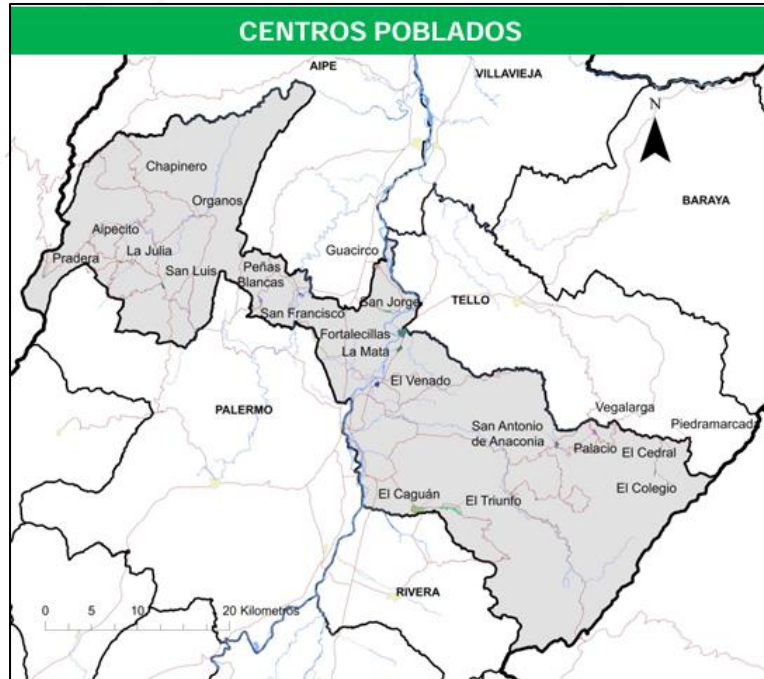 CENTROS POBLADOS
AIPE
VILLAVIEJA
N
Chapinero
BARAYA
Organos
Aipecito
Guacirco
La Julia
Pradera
Peñas
Blancas
San Luis
San Jorge
TELLO
San Francisco
Fortalecillas
La Mata
El Venado
PALERMO
Vegalarga
Piedramarcada
San Antonio
de Anaconia
Palacio
El Cedral
El Colegio
El Caguán
El Triunfo
RIVERA
0 5 10 20 Kilometros